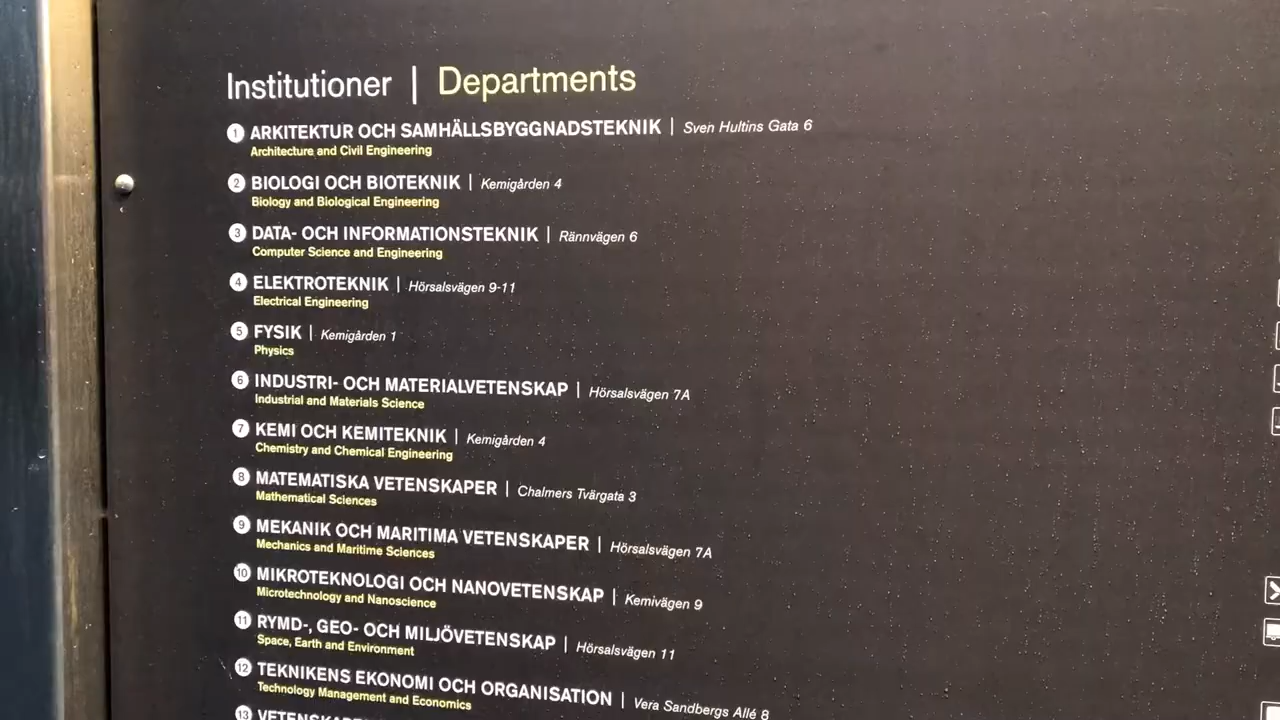 Institutioner | Departments
1 ARKITEKTUR OCH SAMHÄLLSBYGGNADSTEKNIK | Sven Hultins Gata 6
Architecture and Civil Engineering
2 BIOLOGI OCH BIOTEKNIK | Kemigården 4
Biology and Biological Engineering
3 DATA- OCH INFORMATIONSTEKNIK | Rännvägen 6
Computer Science and Engineering
4 ELEKTROTEKNIK | Hörsalsvägen 9-11
Electrical Engineering
5 FYSIK | Kemigården 1
Physics
6 INDUSTRI- OCH MATERIALVETENSKAP | Hörsalsvägen 7A
Industrial and Materials Science
7 KEMI OCH KEMITEKNIK | Kemigården 4
Chemistry and Chemical Engineering
8 MATEMATISKA VETENSKAPER | Chalmers Tvärgata 3
Mathematical Sciences
9 MEKANIK OCH MARITIMA VETENSKAPER | Hörsalsvägen 7A
Mechanics and Maritime Sciences
10 MIKROTEKNOLOGI OCH NANOVETENSKAP | Kemivägen 9
Microtechnology and Nanoscience
11 RYMD-, GEO- OCH MILJÖVETENSKAP | Hörsalsvägen 11
Space, Earth and Environment
12 TEKNIKENS EKONOMI OCH ORGANISATION | Vera Sandbergs Allé 8
Technology Management and Economics
13